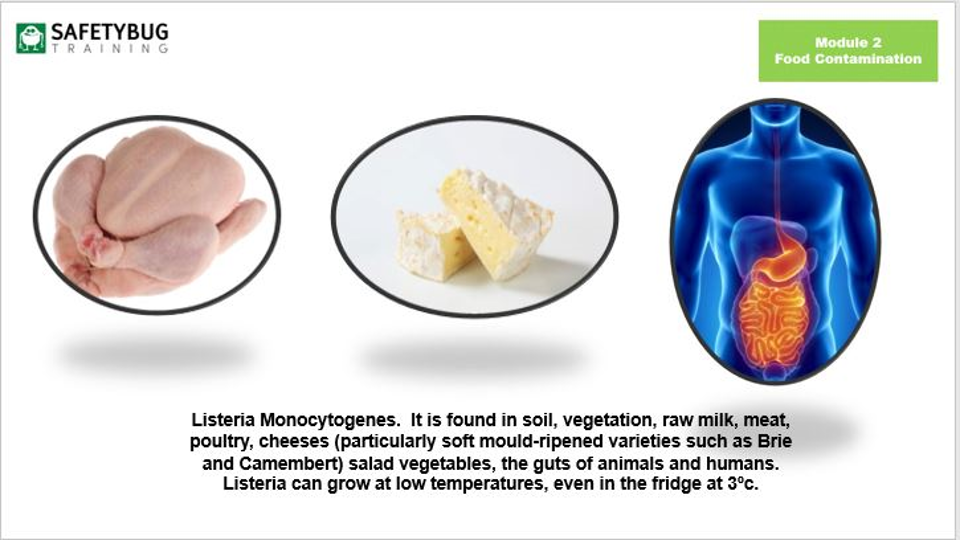 SAFETYBUG
TRAINING
Module 2
Food Contamination
Listeria Monocytogenes.  It is found in soil, vegetation, raw milk, meat,
poultry, cheeses (particularly soft mould-ripened varieties such as Brie
and Camembert) salad vegetables, the guts of animals and humans.
Listeria can grow at low temperatures, even in the fridge at 3ºc.